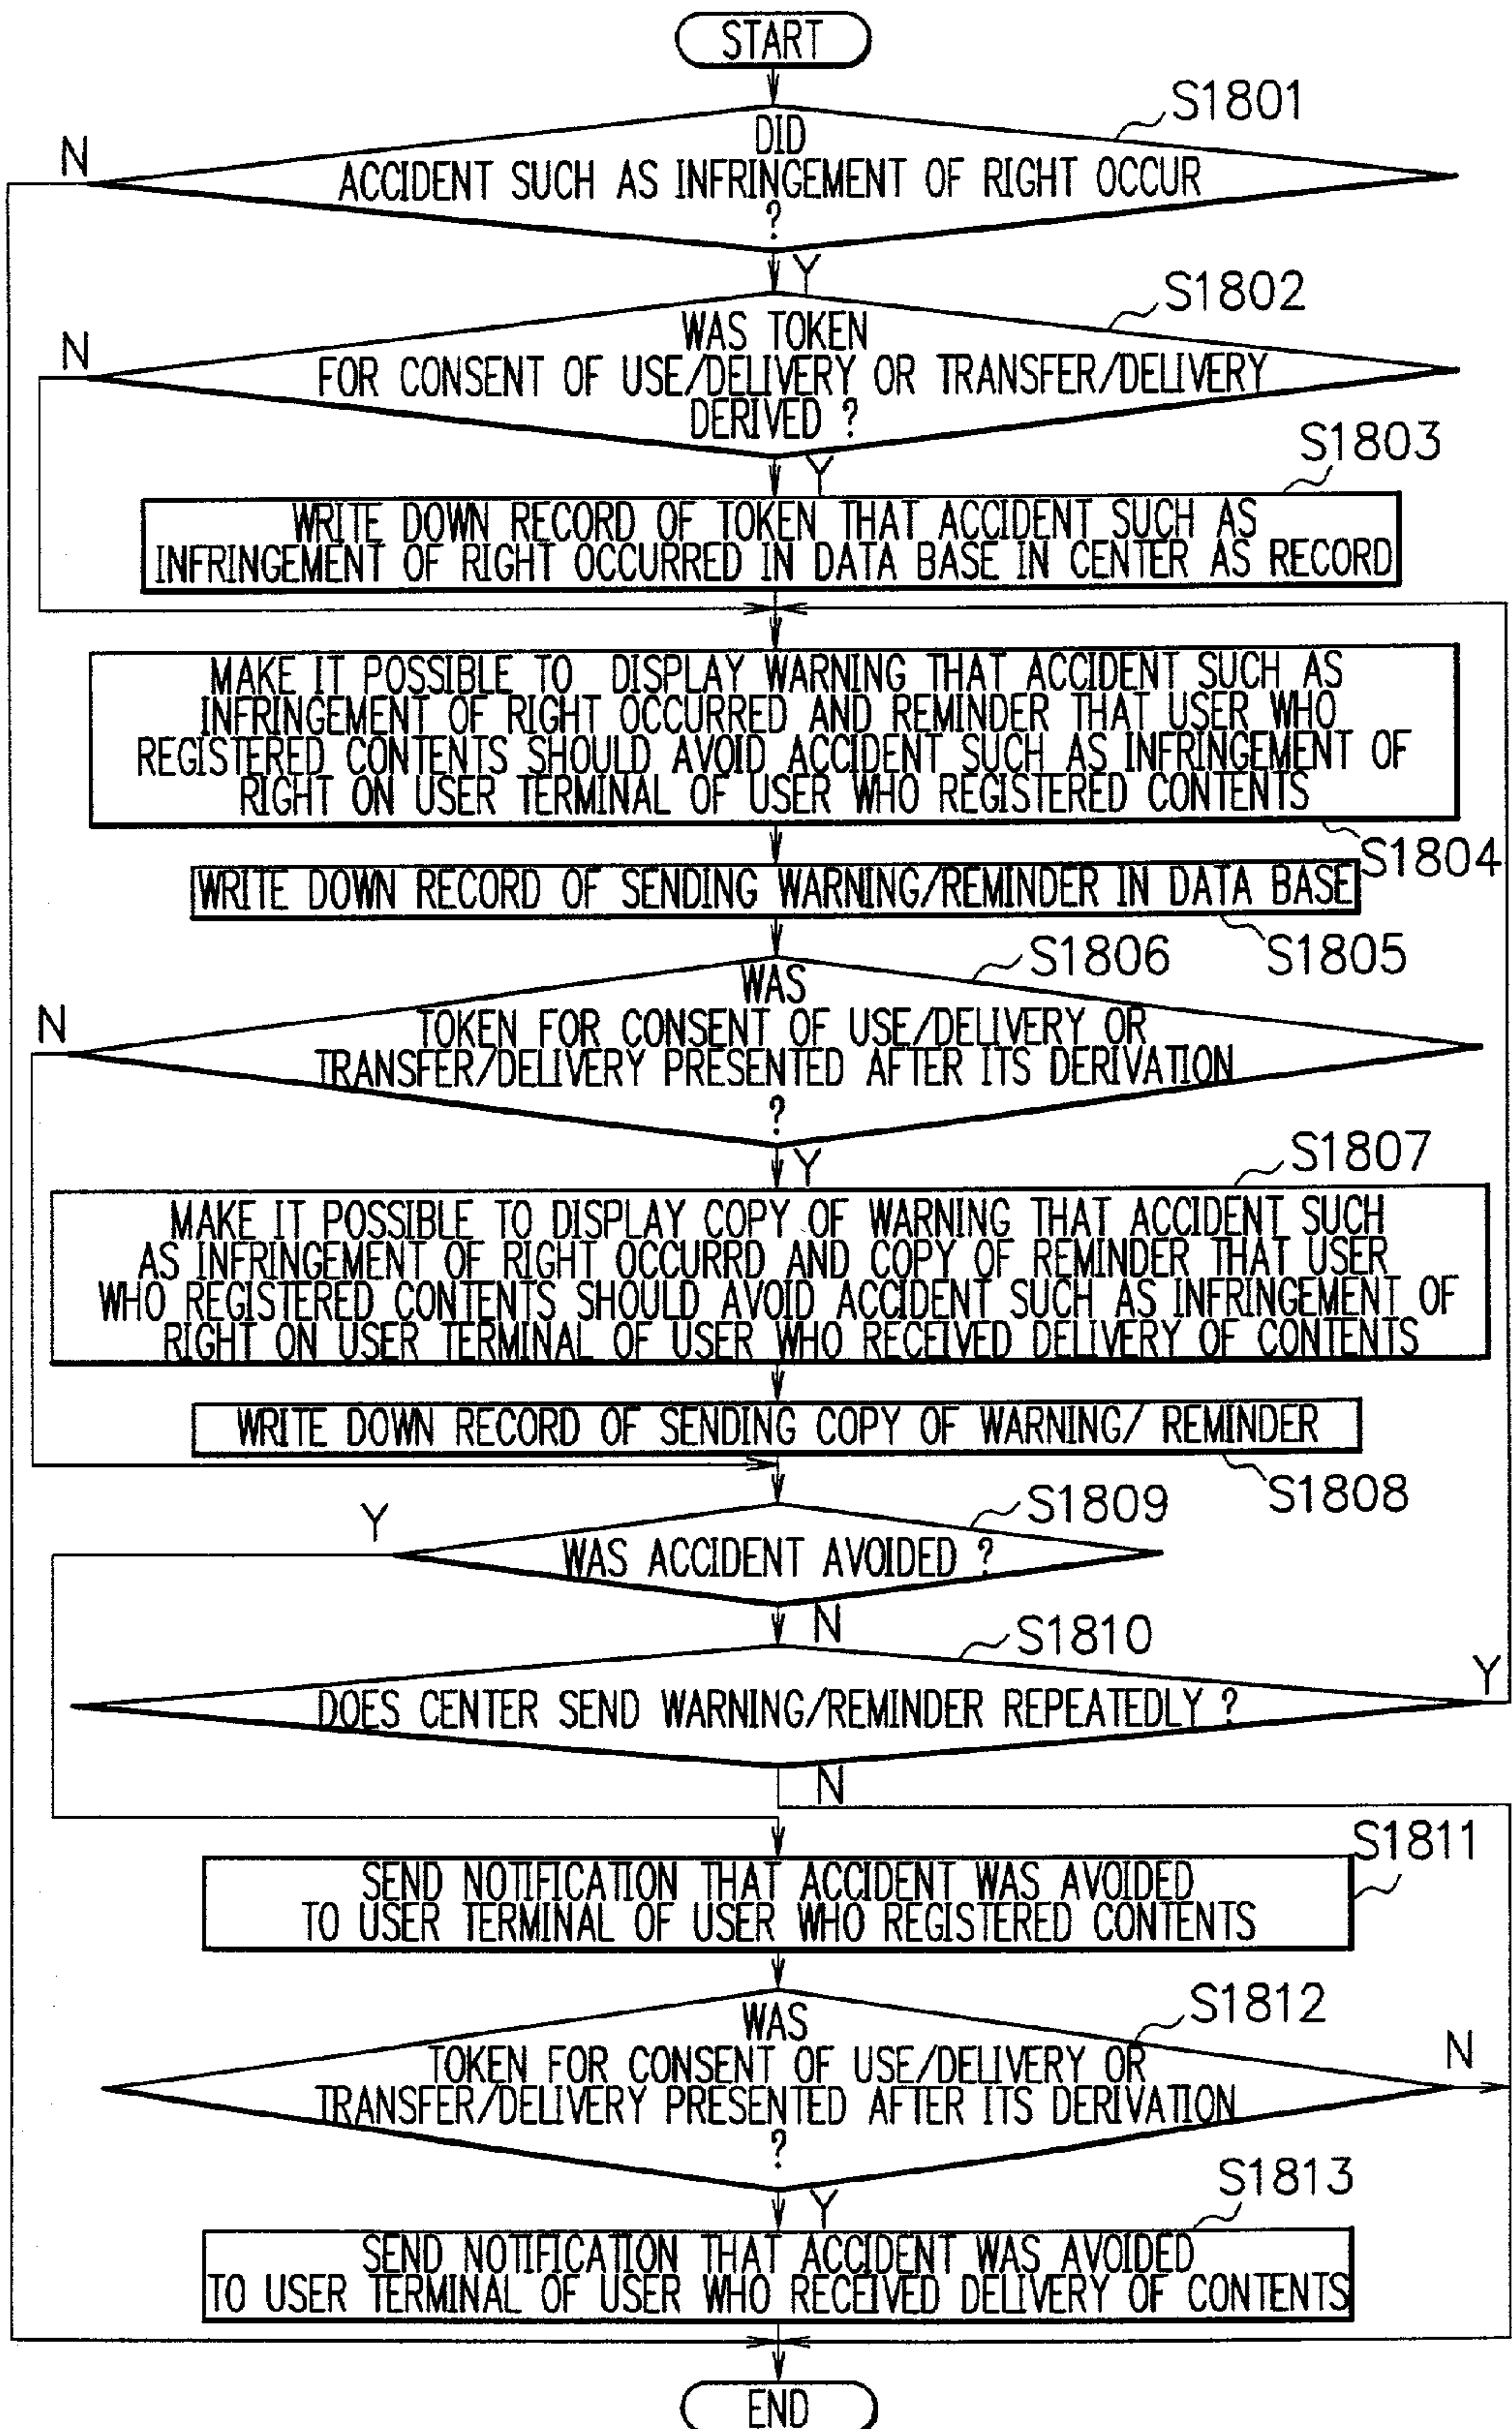 START
S1801
N
DID
ACCIDENT SUCH AS INFRINGEMENT OF RIGHT OCCUR
?
Y
S1802
N
WAS TOKEN
FOR CONSENT OF USE/DELIVERY OR TRANSFER/DELIVERY
DERIVED ?
Y
S1803
WRITE DOWN RECORD OF TOKEN THAT ACCIDENT SUCH AS
INFRINGEMENT OF RIGHT OCCURRED IN DATA BASE IN CENTER AS RECORD
MAKE IT POSSIBLE TO DISPLAY WARNING THAT ACCIDENT SUCH AS
INFRINGEMENT OF RIGHT OCCURRED AND REMINDER THAT USER WHO
REGISTERED CONTENTS SHOULD AVOID ACCIDENT SUCH AS INFRINGEMENT OF
RIGHT ON USER TERMINAL OF USER WHO REGISTERED CONTENTS
S1804
WRITE DOWN RECORD OF SENDING WARNING/REMINDER IN DATA BASE
S1805
S1806
N
WAS
TOKEN FOR CONSENT OF USE/DELIVERY OR
TRANSFER/DELIVERY PRESENTED AFTER ITS DERIVATION
?
Y
S1807
MAKE IT POSSIBLE TO DISPLAY COPY OF WARNING THAT ACCIDENT SUCH
AS INFRINGEMENT OF RIGHT OCCURRD AND COPY OF REMINDER THAT USER
WHO REGISTERED CONTENTS SHOULD AVOID ACCIDENT SUCH AS INFRINGEMENT OF
RIGHT ON USER TERMINAL OF USER WHO RECEIVED DELIVERY OF CONTENTS
WRITE DOWN RECORD OF SENDING COPY OF WARNING/ REMINDER
S1808
S1809
Y
WAS ACCIDENT AVOIDED ?
N
S1810
Y
DOES CENTER SEND WARNING/REMINDER REPEATEDLY ?
N
S1811
SEND NOTIFICATION THAT ACCIDENT WAS AVOIDED
TO USER TERMINAL OF USER WHO REGISTERED CONTENTS
S1812
N
WAS
TOKEN FOR CONSENT OF USE/DELIVERY OR
TRANSFER/DELIVERY PRESENTED AFTER ITS DERIVATION
?
Y
S1813
SEND NOTIFICATION THAT ACCIDENT WAS AVOIDED
TO USER TERMINAL OF USER WHO RECEIVED DELIVERY OF CONTENTS
END